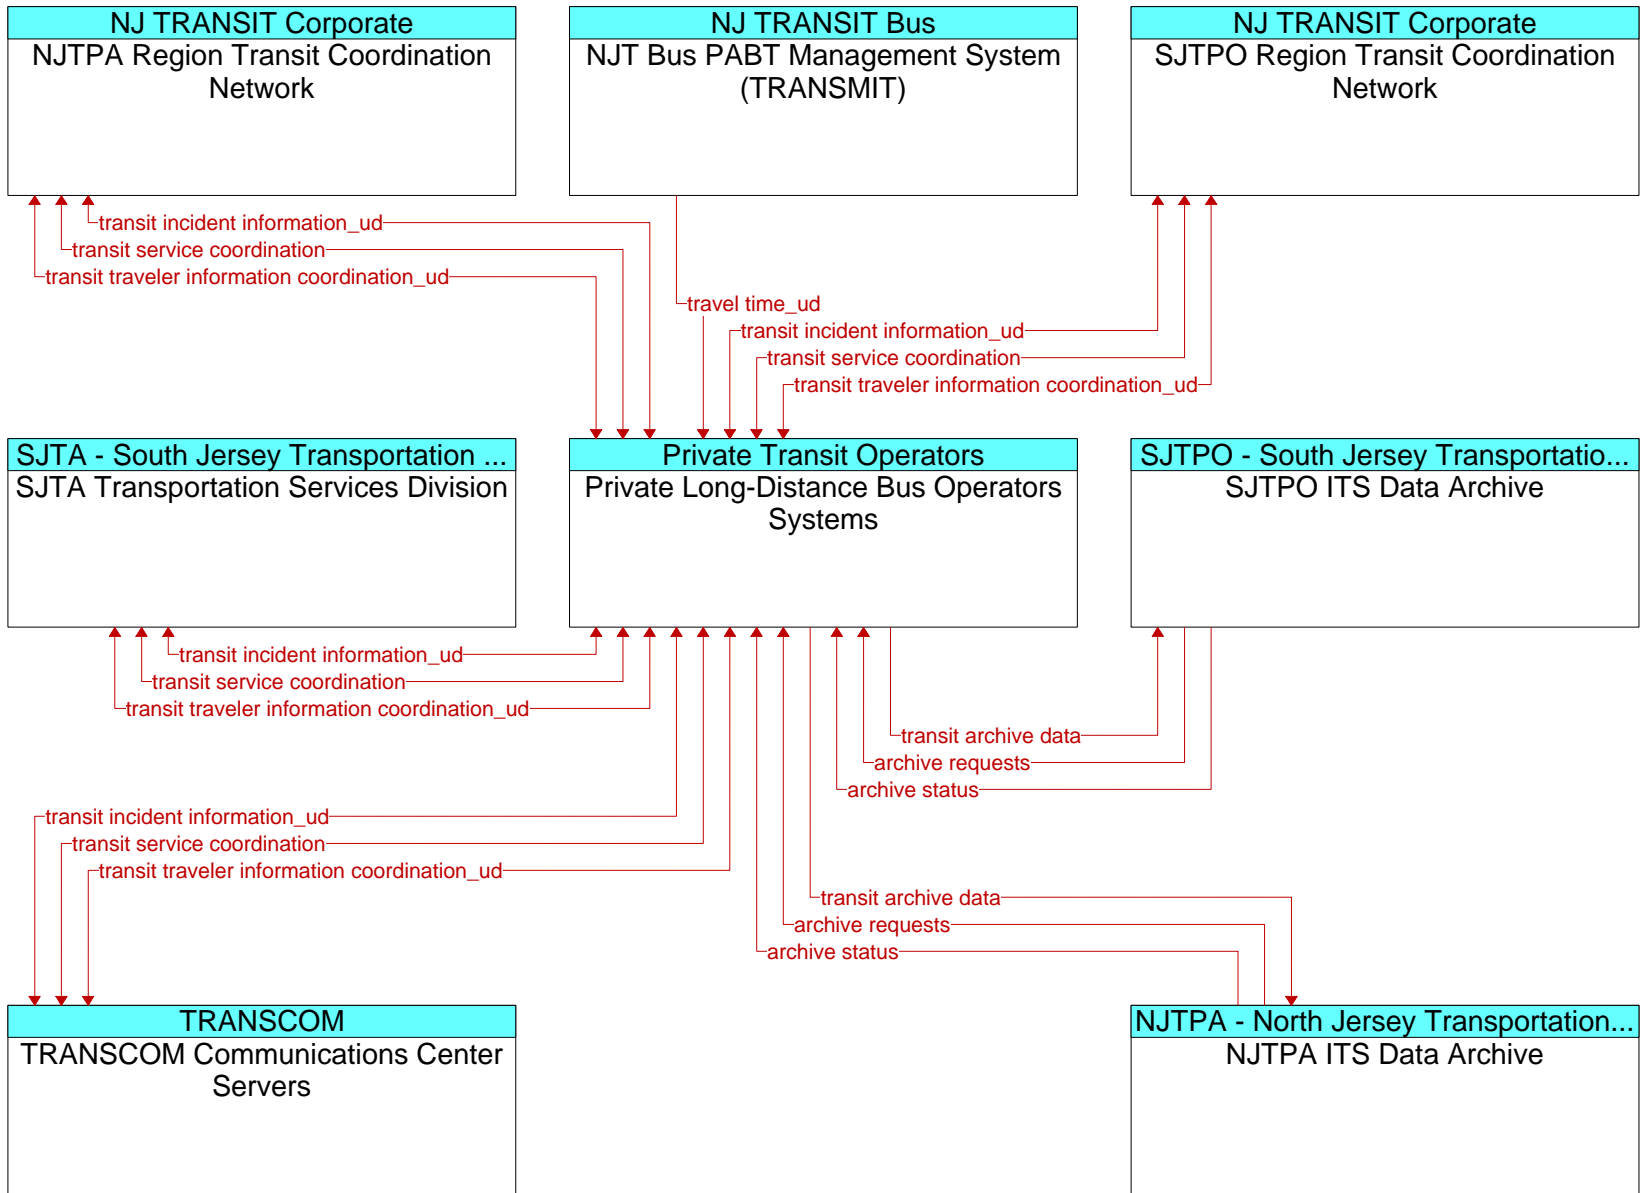 NJ TRANSIT Corporate
NJTPA Region Transit Coordination
Network
NJ TRANSIT Bus
NJT Bus PABT Management System
(TRANSMIT)
NJ TRANSIT Corporate
SJTPO Region Transit Coordination
Network
transit incident information_ud
transit service coordination
transit traveler information coordination_ud
travel time_ud
transit incident information_ud
transit service coordination
transit traveler information coordination_ud
SJTA - South Jersey Transportation ...
SJTA Transportation Services Division
Private Transit Operators
Private Long-Distance Bus Operators
Systems
SJTPO - South Jersey Transportatio...
SJTPO ITS Data Archive
transit incident information_ud
transit service coordination
transit traveler information coordination_ud
transit archive data
archive requests
archive status
transit incident information_ud
transit service coordination
transit traveler information coordination_ud
transit archive data
archive requests
archive status
TRANSCOM
TRANSCOM Communications Center
Servers
NJTPA - North Jersey Transportation...
NJTPA ITS Data Archive